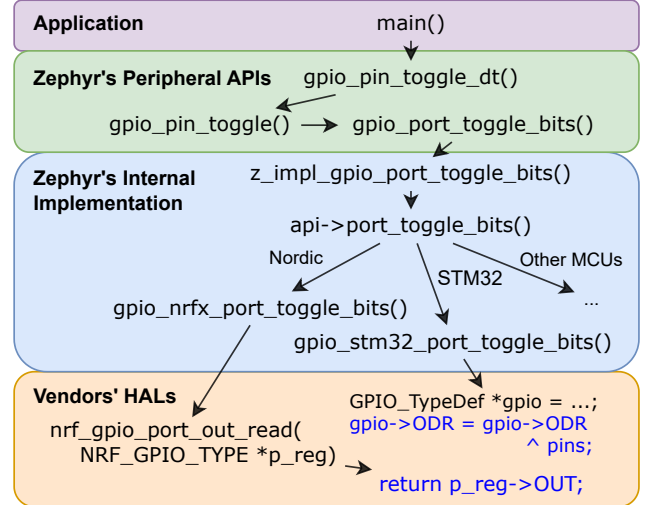 Application
main()
Zephyr's Peripheral APIs
gpio_pin_toggle_dt()
gpio_pin_toggle()
gpio_port_toggle_bits()
Zephyr's Internal
Implementation
z_impl_gpio_port_toggle_bits()
api->port_toggle_bits()
Nordic
STM32
Other MCUs
...
gpio_nrfx_port_toggle_bits()
gpio_stm32_port_toggle_bits()
Vendors' HALs
nrf_gpio_port_out_read(
NRF_GPIO_TYPE *p_reg)
GPIO_TypeDef *gpio = ...;
gpio->ODR = gpio->ODR
^ pins;
return p_reg->OUT;